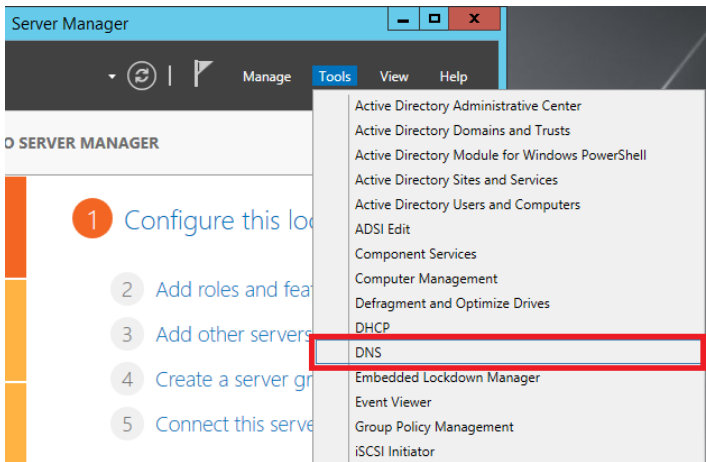 Server Manager
Manage Tools View Help
O SERVER MANAGER
1 Configure this loc
2 Add roles and feat
3 Add other servers
4 Create a server gr
5 Connect this serve
Active Directory Administrative Center
Active Directory Domains and Trusts
Active Directory Module for Windows PowerShell
Active Directory Sites and Services
Active Directory Users and Computers
ADSI Edit
Component Services
Computer Management
Defragment and Optimize Drives
DHCP
DNS
Embedded Lockdown Manager
Event Viewer
Group Policy Management
iSCSI Initiator